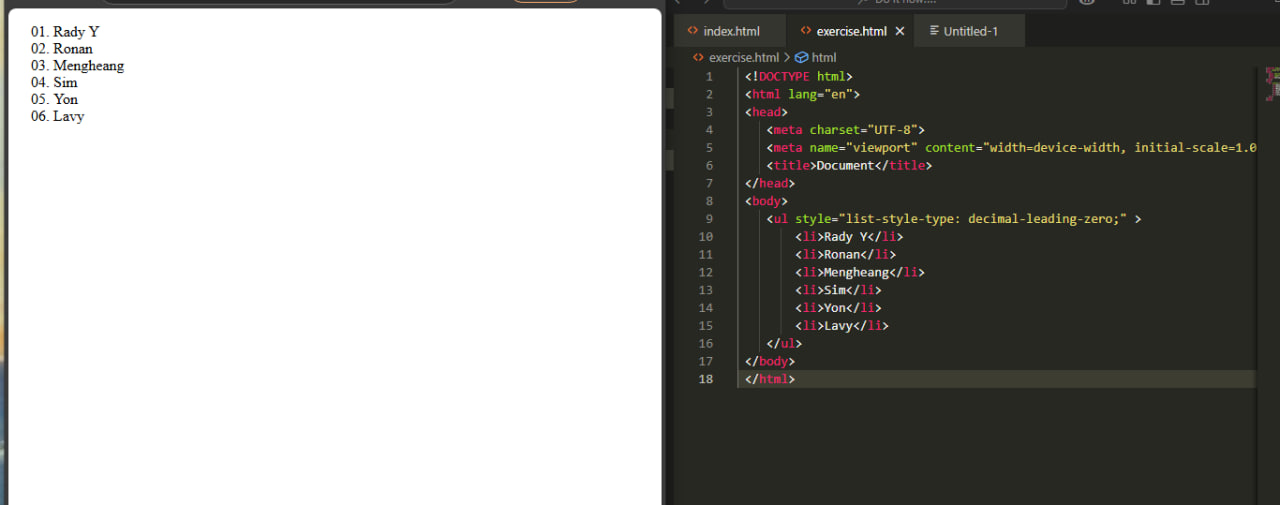 01. Rady Y
02. Ronan
03. Mengheang
04. Sim
05. Yon
06. Lavy
Do it now....
index.html
exercise.html
Untitled-1
exercise.html > html
1 <!DOCTYPE html>
2 <html lang="en">
3 <head>
4 <meta charset="UTF-8">
5 <meta name="viewport" content="width=device-width, initial-scale=1.0
6 <title>Document</title>
7 </head>
8 <body>
9 <ul style="list-style-type: decimal-leading-zero;" >
10 <li>Rady Y</li>
11 <li>Ronan</li>
12 <li>Mengheang</li>
13 <li>Sim</li>
14 <li>Yon</li>
15 <li>Lavy</li>
16 </ul>
17 </body>
18 </html>